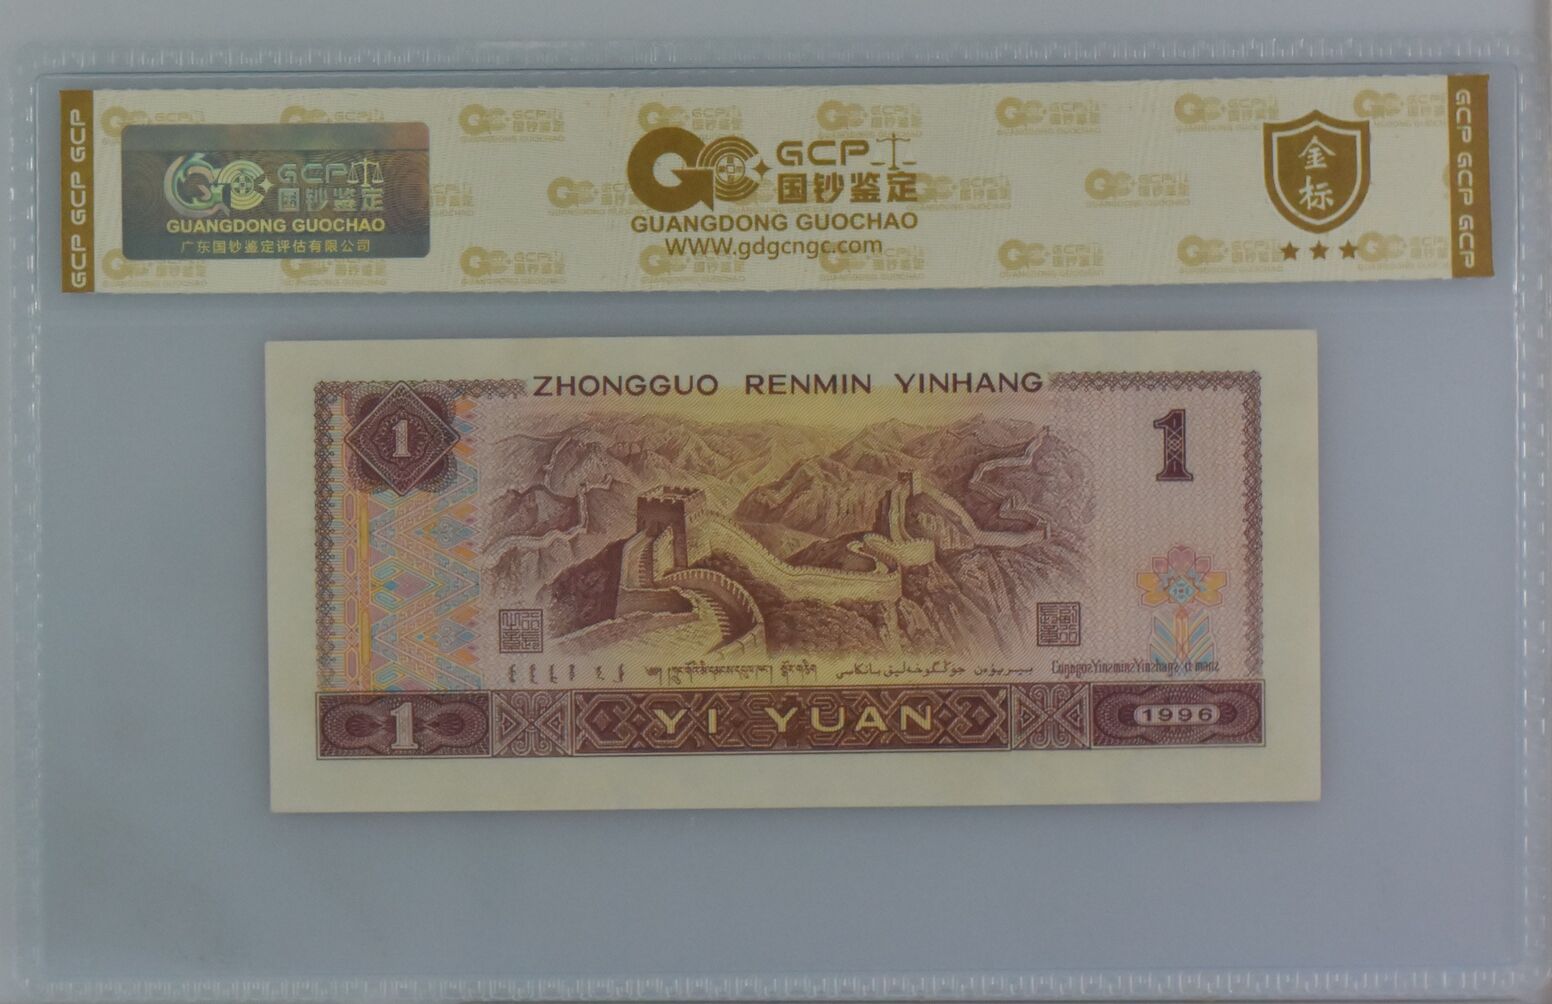 GCP GCP GCP
GCP
国钞鉴定
GUANGDONG GUOCHAO
广东国钞鉴定评估有限公司
GCP
国钞鉴定
GUANGDONG GUOCHAO
WWW.gdgcngc.com
金
标
GCP GCP GCP
ZHONGGUO RENMIN YINHANG
1
1
1
YI YUAN
1996